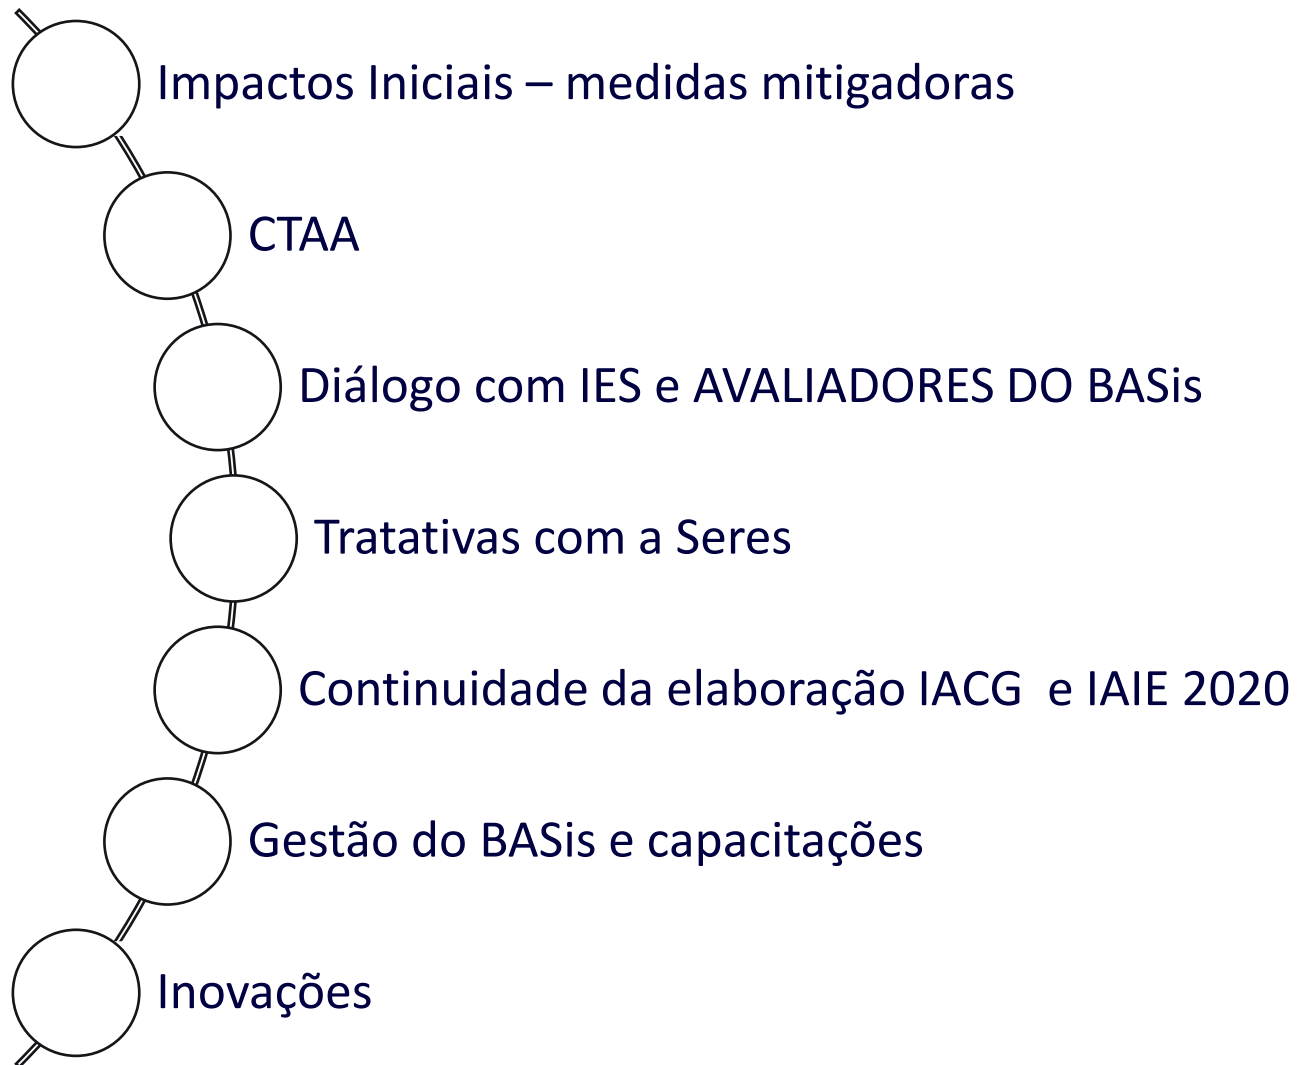 Impactos Iniciais – medidas mitigadoras
CTAA
Diálogo com IES e AVALIADORES DO BASis
Tratativas com a Seres
Continuidade da elaboração IACG  e IAIE 2020
Gestão do BASis e capacitações
Inovações